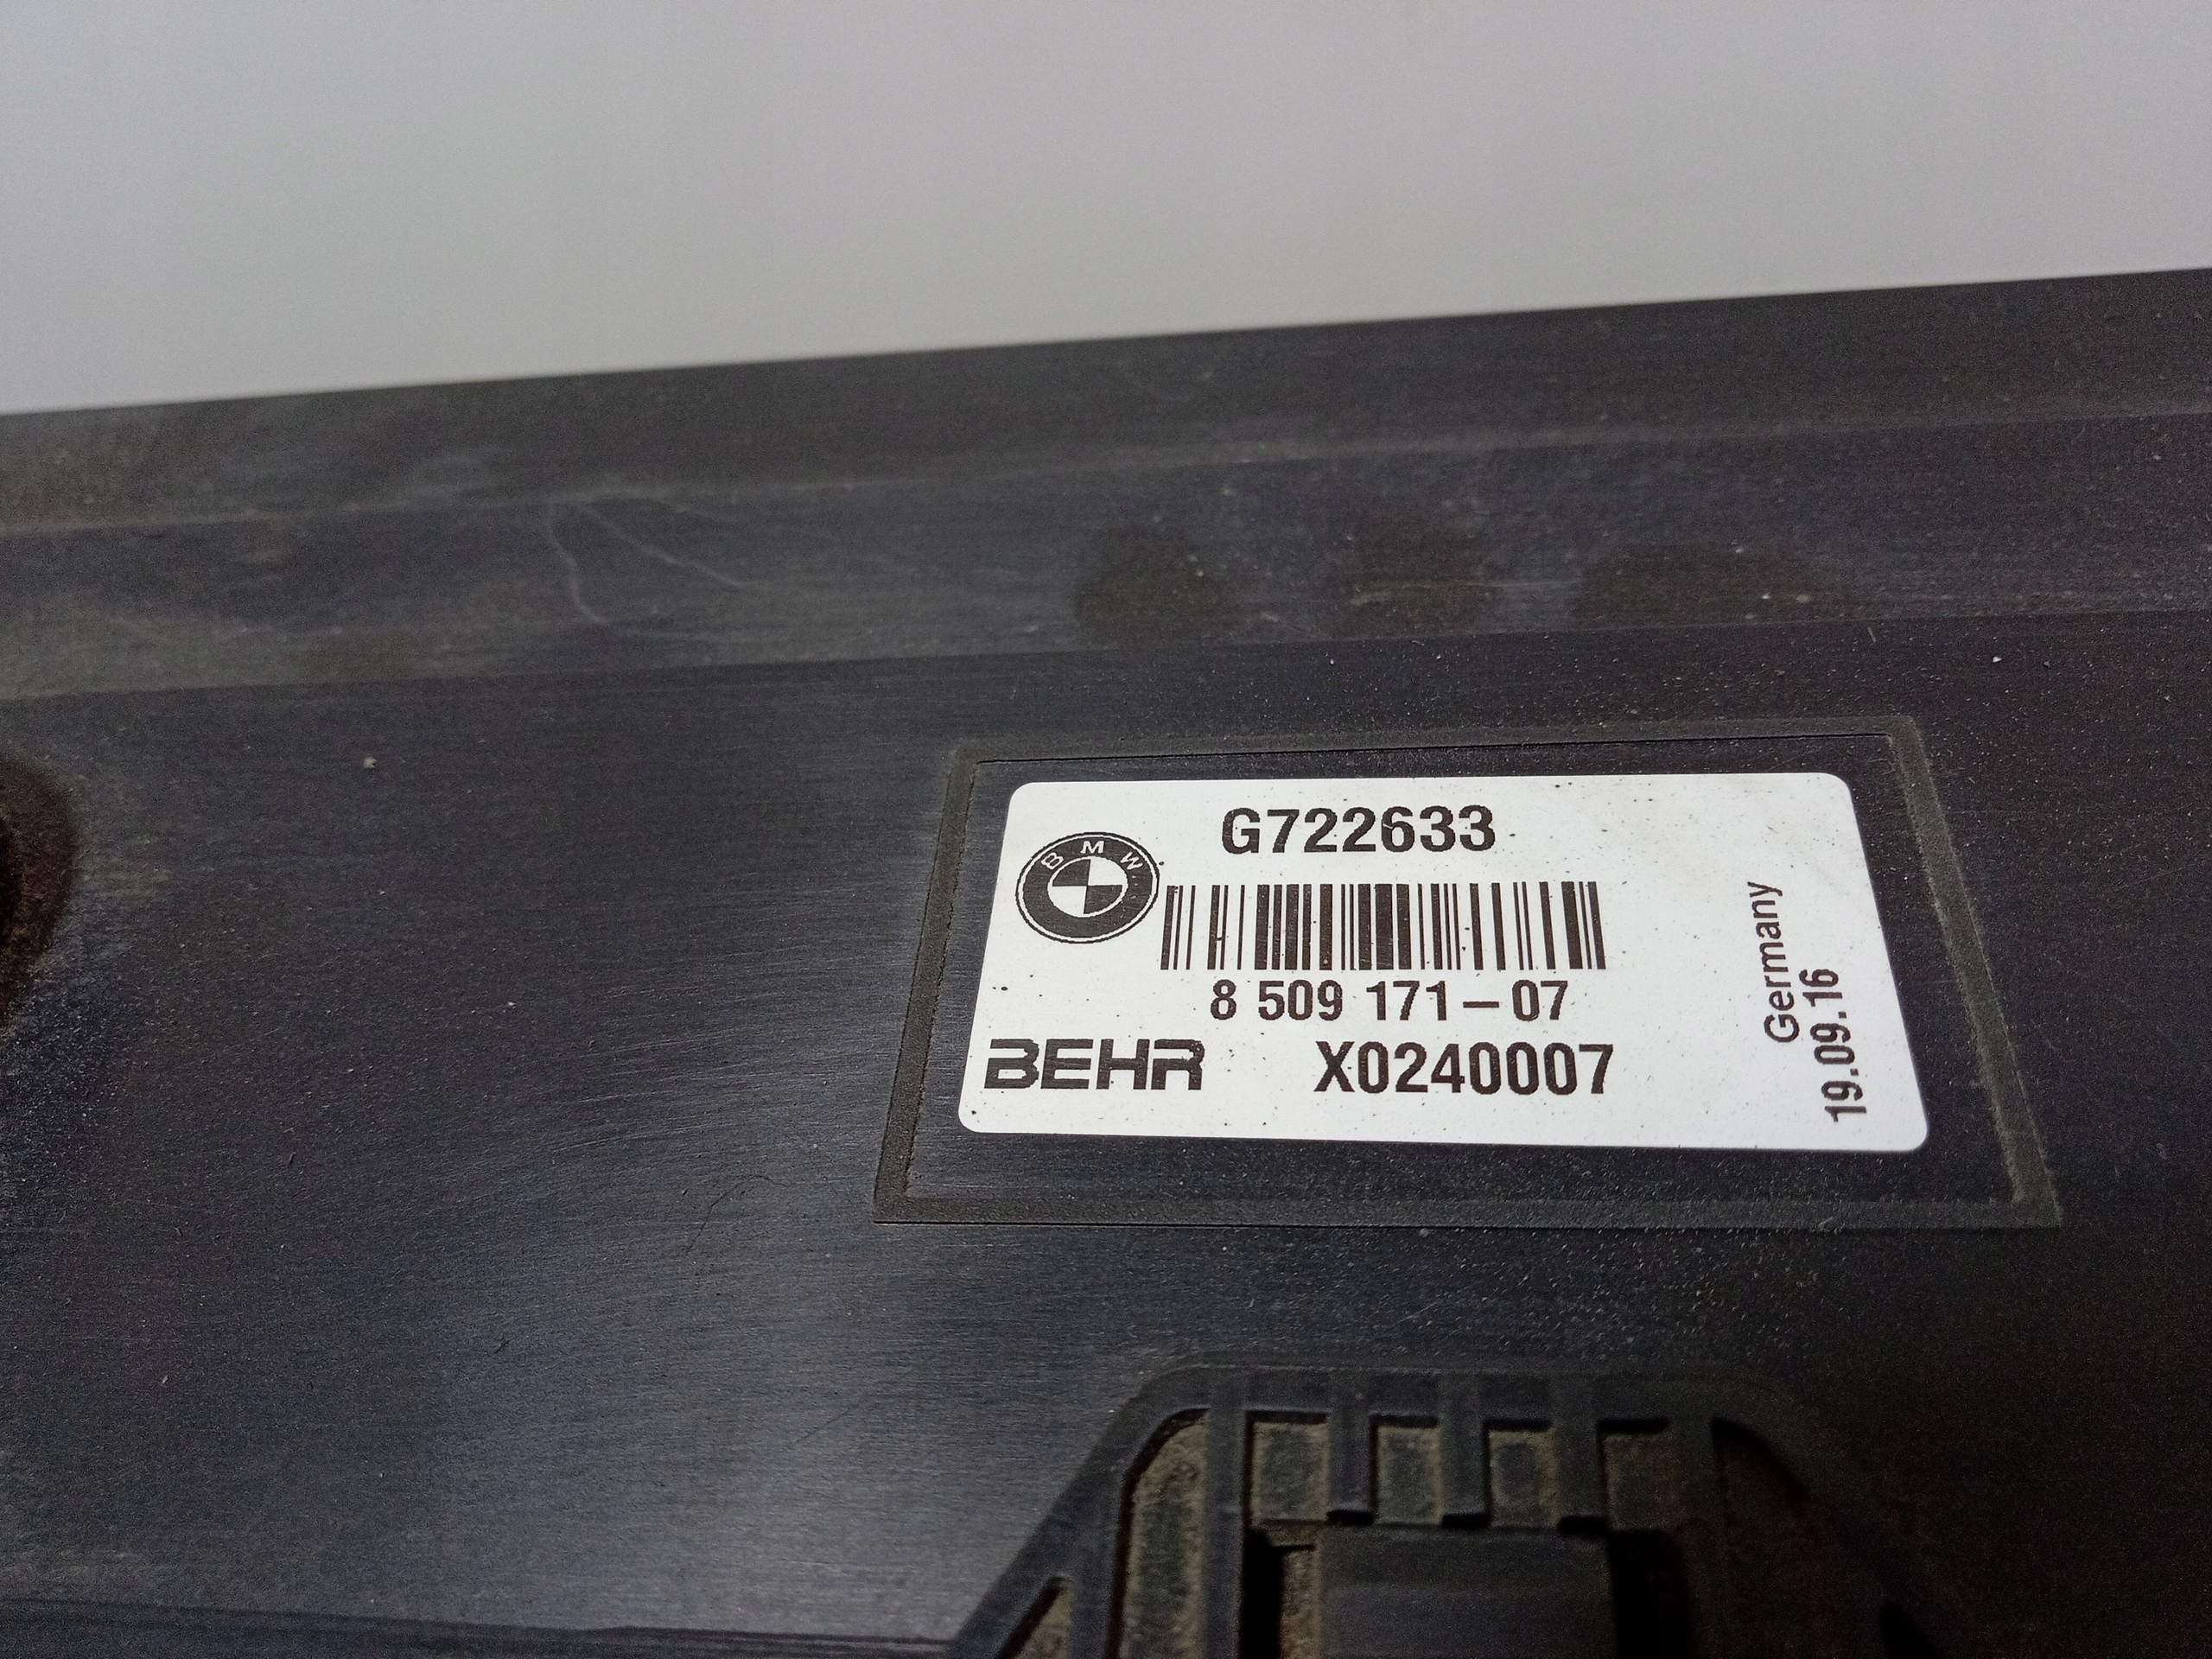 G722633
BMW
8 509 171-07
BEHR X0240007
Germany
19.09.16